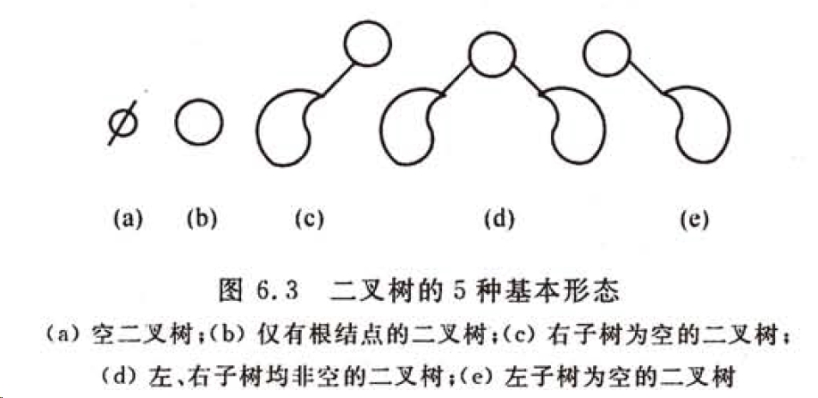 (a) (b) (c) (d) (e)
图 6.3 二叉树的 5 种基本形态
(a) 空二叉树;(b) 仅有根结点的二叉树;(c) 右子树为空的二叉树;
(d) 左、右子树均非空的二叉树;(e) 左子树为空的二叉树